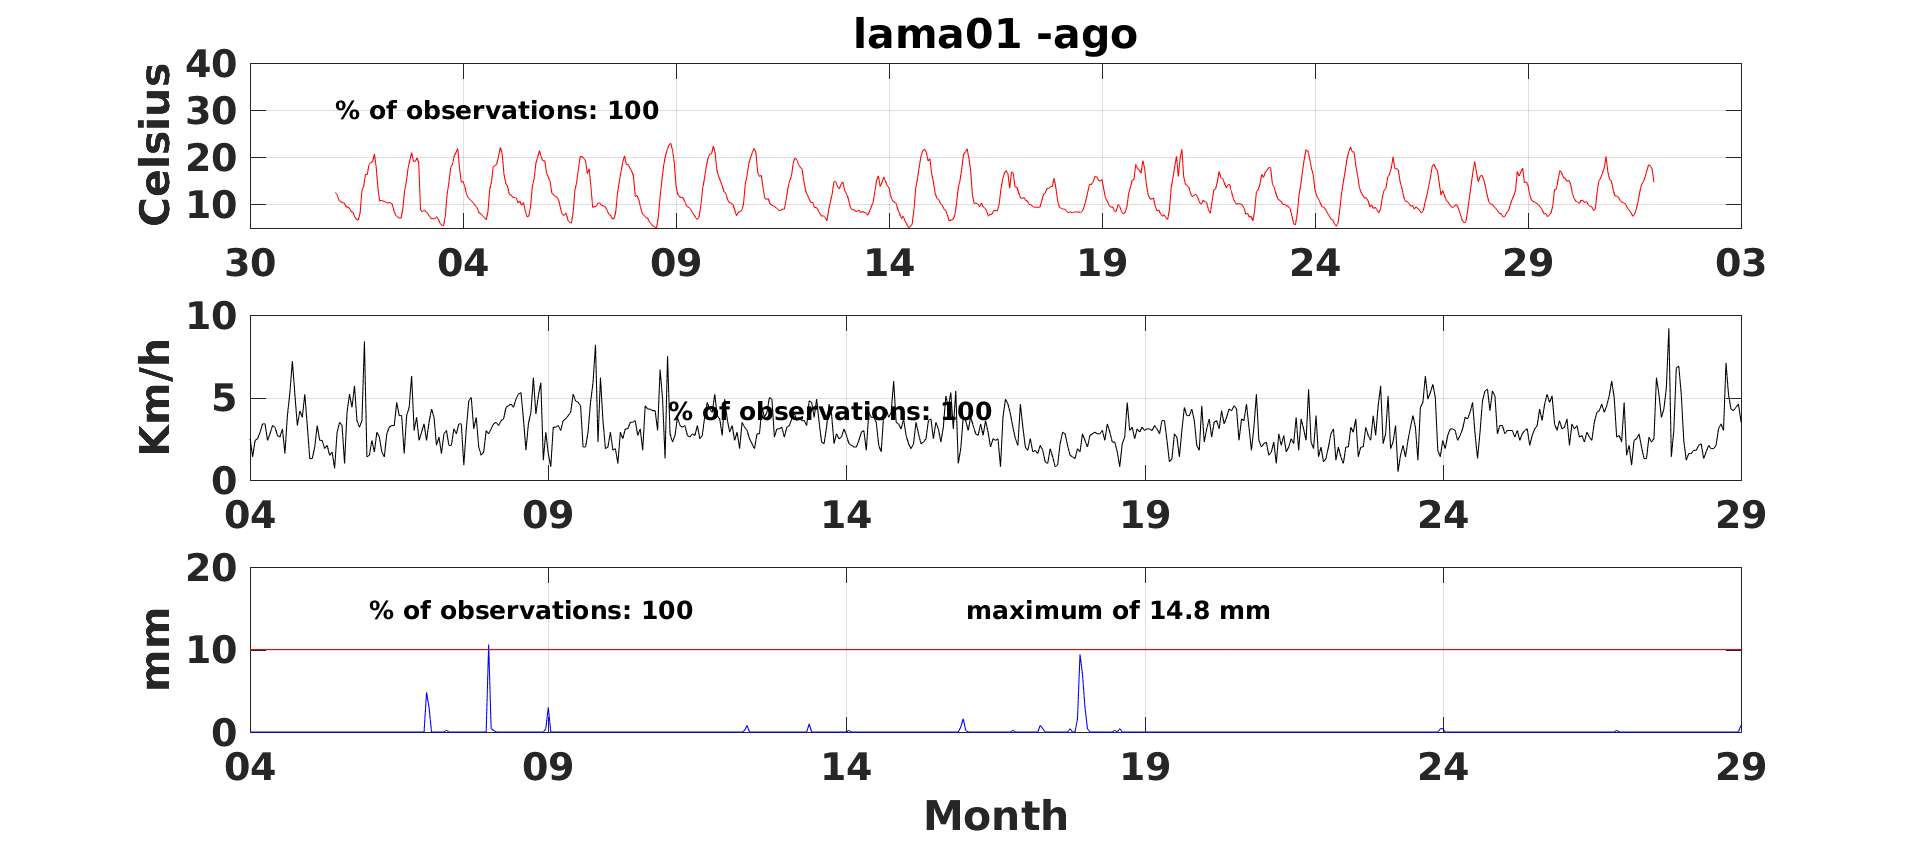 lama01 -ago
Celsius
40
30
20
10
% of observations: 100
30 04 09 14 19 24 29 03
Km/h
10
5
0
% of observations: 100
04 09 14 19 24 29
mm
20
10
0
% of observations: 100 maximum of 14.8 mm
04 09 14 19 24 29
Month